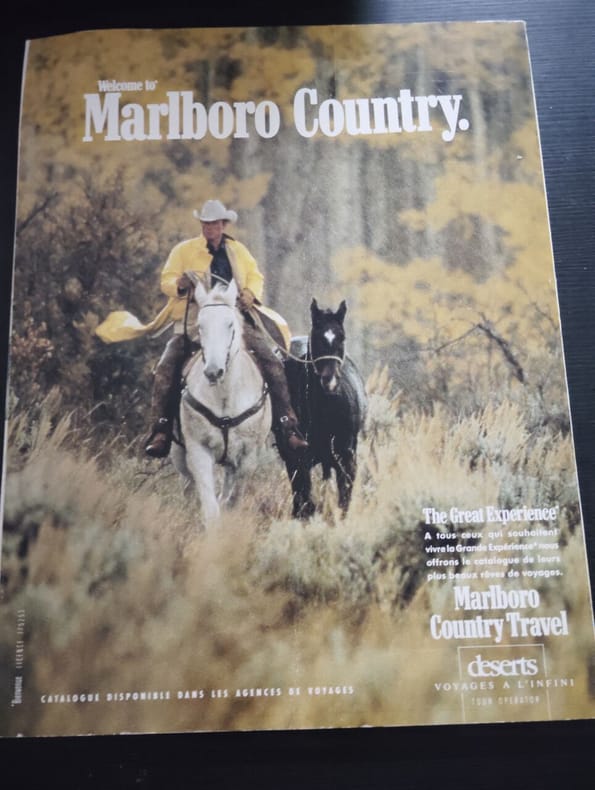 Welcome to*
Marlboro Country.
The Great Experience*
A tous ceux qui souhaitent
vivre la Grande Expérience* nous
offrons le catalogue de leurs
plus beaux rêves de voyages.
Marlboro
Country Travel
deserts
VOYAGES A L'INFINI
TOUR OPERATOR
CATALOGUE DISPONIBLE DANS LES AGENCES DE VOYAGES
LICENCE